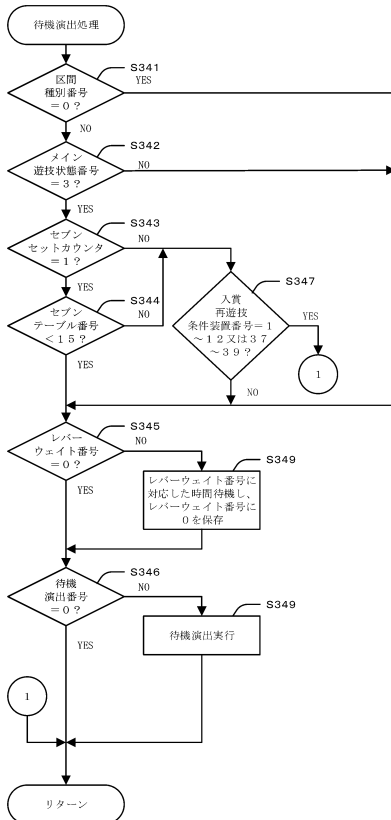 待機演出処理
S341
区間
種別番号
＝０？
YES
NO
S342
メイン
遊技状態番号
＝３？
NO
YES
S343
セブン
セットカウンタ
＝１？
NO
YES
S344
セブン
テーブル番号
＜１５？
NO
YES
S347
入賞
再遊技
条件装置番号＝１
～１２又は３７
～３９？
YES
NO
1
S345
レバー
ウェイト番号
＝０？
NO
YES
S349
レバーウェイト番号に
対応した時間待機し、
レバーウェイト番号に
０を保存
S346
待機
演出番号
＝０？
NO
YES
S349
待機演出実行
1
リターン